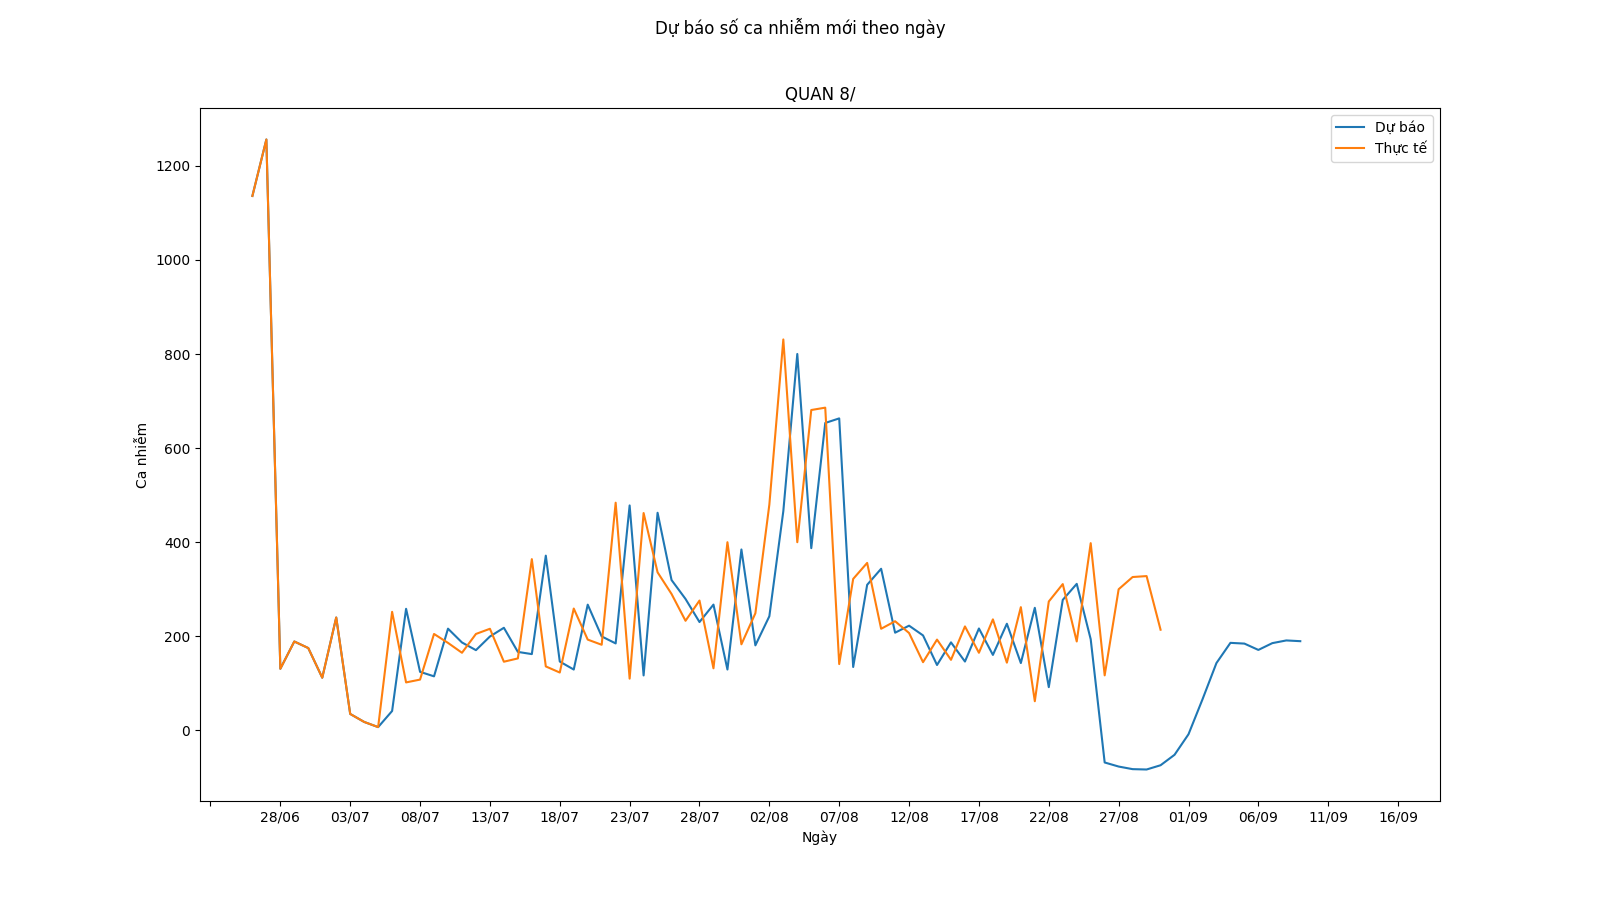 Dự báo số ca nhiễm mới theo ngày
QUAN 8/
Dự báo
Thực tế
1200
1000
800
600
400
200
0
Ca nhiễm
28/06 03/07 08/07 13/07 18/07 23/07 28/07 02/08 07/08 12/08 17/08 22/08 27/08 01/09 06/09 11/09 16/09
Ngày